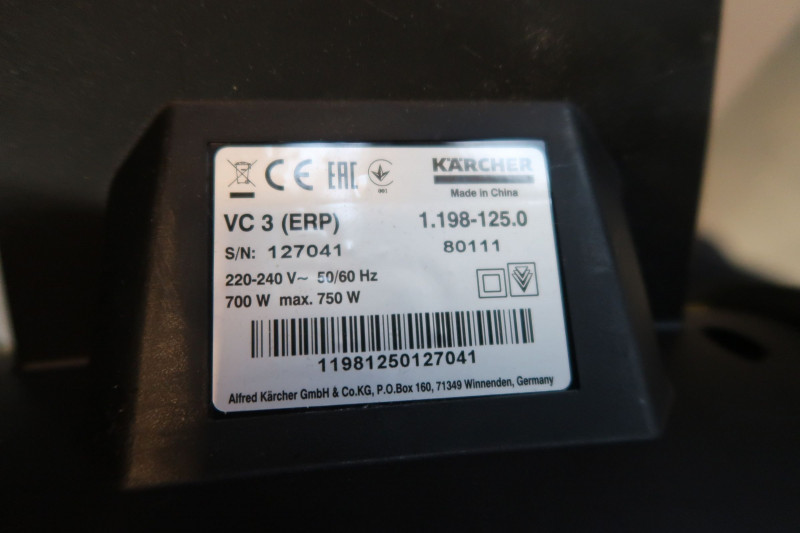 CE EAC
001
KÄRCHER
Made in China
VC 3 (ERP) 1.198-125.0
S/N: 127041 80111
220-240 V~ 50/60 Hz
700 W max. 750 W
11981250127041
Alfred Kärcher GmbH & Co.KG, P.O.Box 160, 71349 Winnenden, Germany